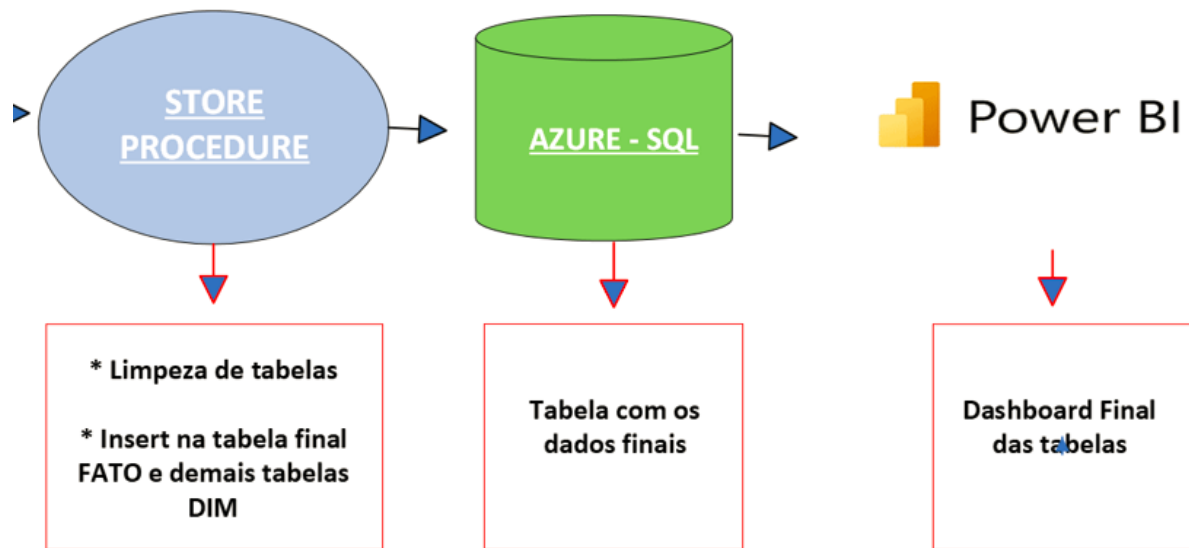 STORE
PROCEDURE
AZURE - SQL
Power BI
* Limpeza de tabelas
* Insert na tabela final
FATO e demais tabelas
DIM
Tabela com os
dados finais
Dashboard Final
das tabelas